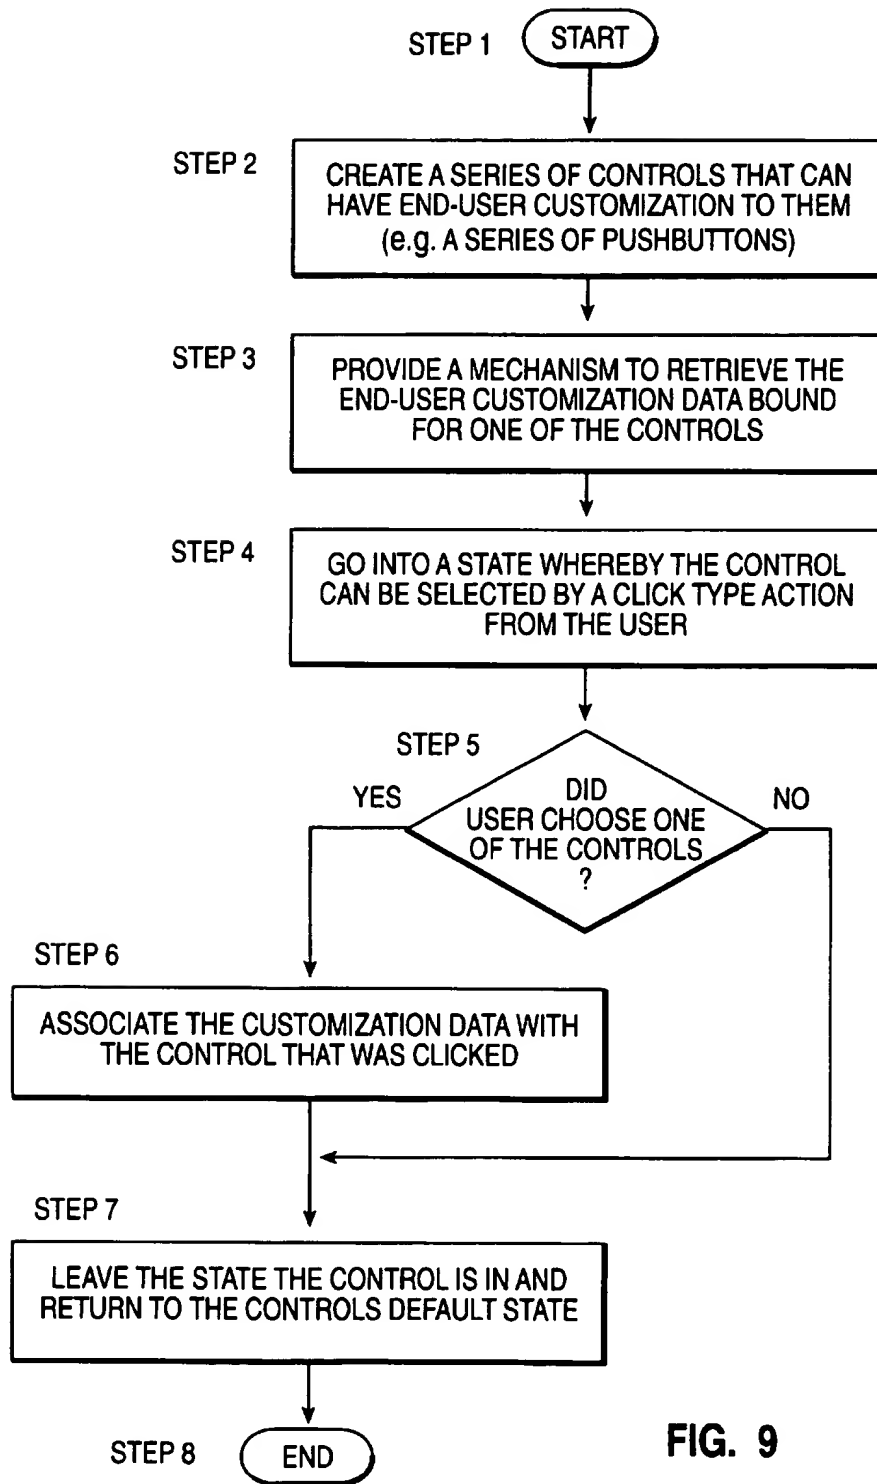 STEP 1
START
STEP 2
CREATE A SERIES OF CONTROLS THAT CAN
HAVE END-USER CUSTOMIZATION TO THEM
(e.g. A SERIES OF PUSHBUTTONS)
STEP 3
PROVIDE A MECHANISM TO RETRIEVE THE
END-USER CUSTOMIZATION DATA BOUND
FOR ONE OF THE CONTROLS
STEP 4
GO INTO A STATE WHEREBY THE CONTROL
CAN BE SELECTED BY A CLICK TYPE ACTION
FROM THE USER
STEP 5
YES
DID
USER CHOOSE ONE
OF THE CONTROLS
?
NO
STEP 6
ASSOCIATE THE CUSTOMIZATION DATA WITH
THE CONTROL THAT WAS CLICKED
STEP 7
LEAVE THE STATE THE CONTROL IS IN AND
RETURN TO THE CONTROLS DEFAULT STATE
STEP 8
END
FIG. 9